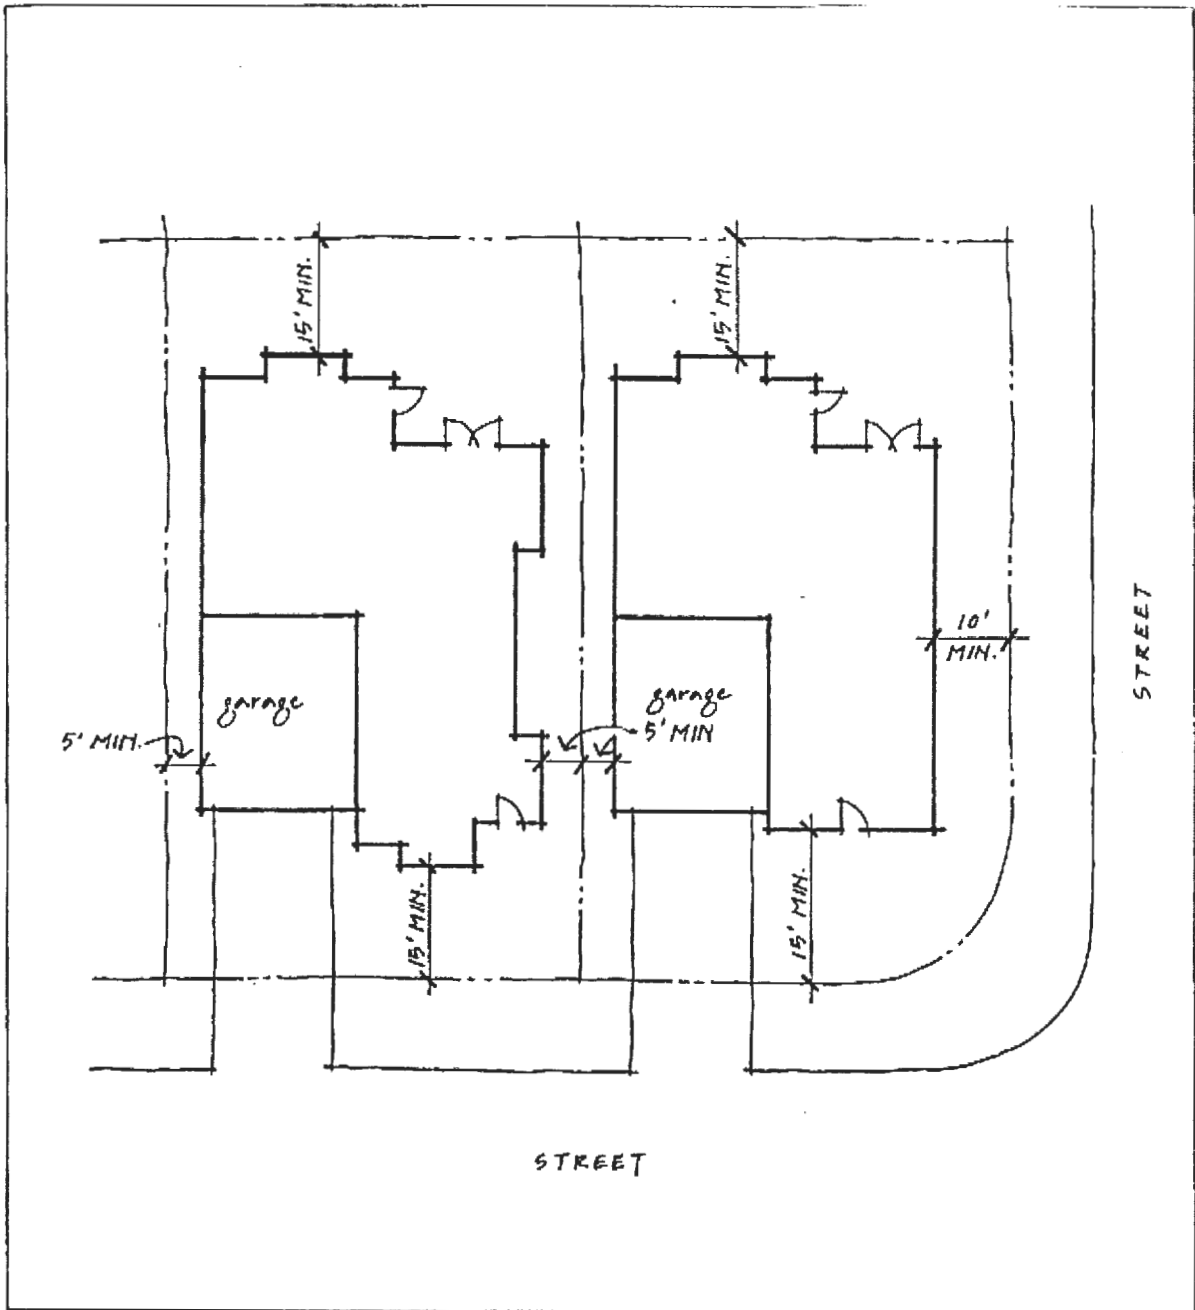 15' MIN.
15' MIN.
10'
MIN.
STREET
garage
garage
5' MIN.
5' MIN
15' MIN.
15' MIN.
STREET